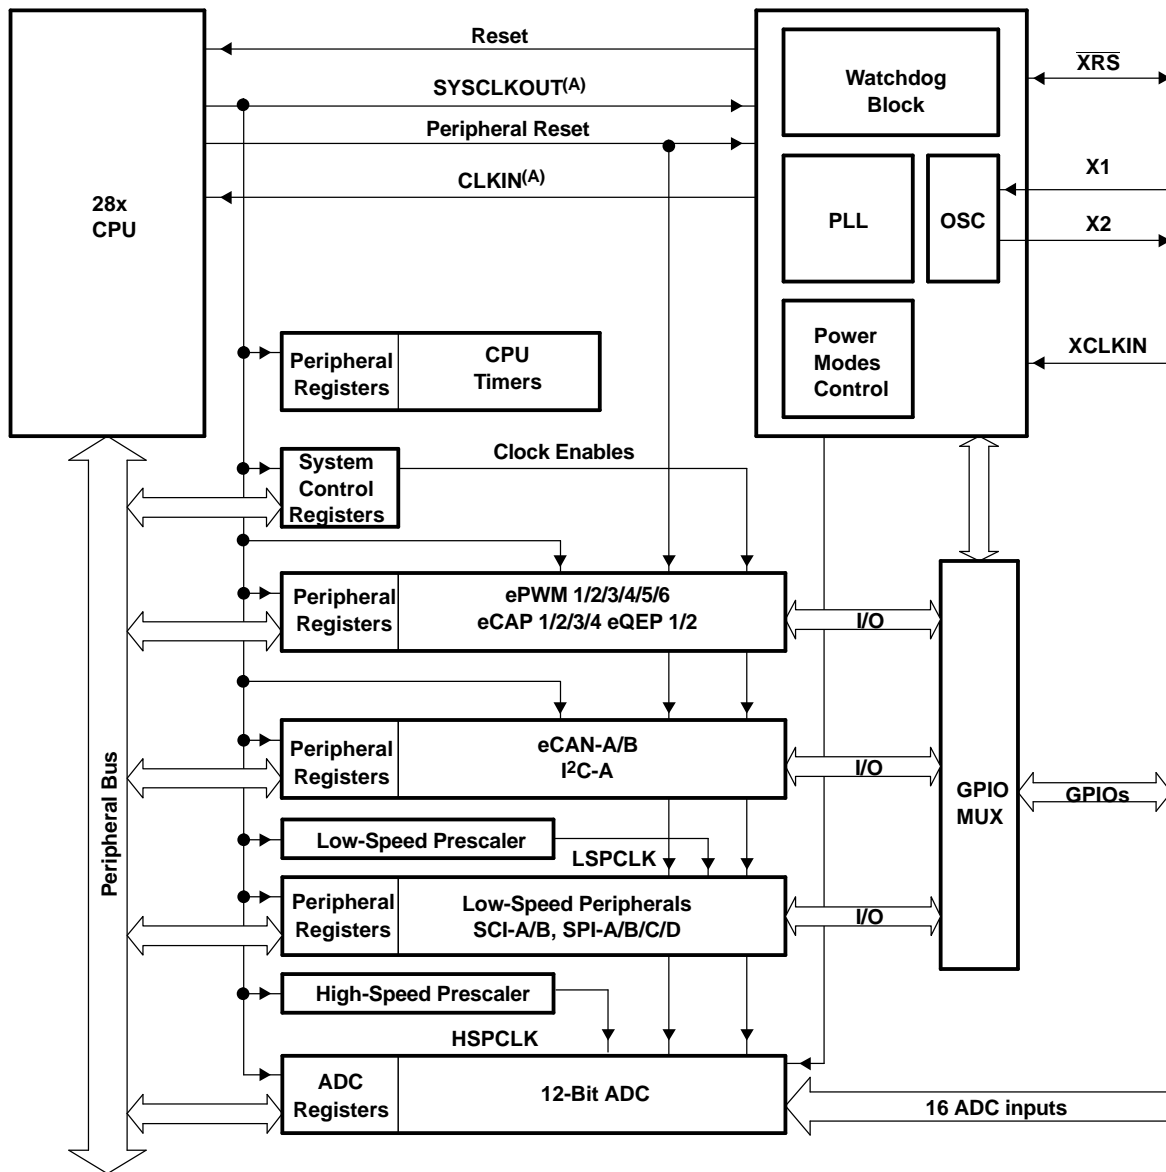 Reset
SYSCLKOUT(A)
Peripheral Reset
CLKIN(A)
28x
CPU
Watchdog
Block
PLL
OSC
Power
Modes
Control
XRS
X1
X2
XCLKIN
Peripheral
Registers
CPU
Timers
System
Control
Registers
Clock Enables
Peripheral
Registers
ePWM 1/2/3/4/5/6
eCAP 1/2/3/4 eQEP 1/2
I/O
Peripheral
Registers
eCAN-A/B
I2C-A
I/O
Peripheral Bus
GPIO
MUX
GPIOs
Low-Speed Prescaler
LSPCLK
Peripheral
Registers
Low-Speed Peripherals
SCI-A/B, SPI-A/B/C/D
I/O
High-Speed Prescaler
HSPCLK
ADC
Registers
12-Bit ADC
16 ADC inputs